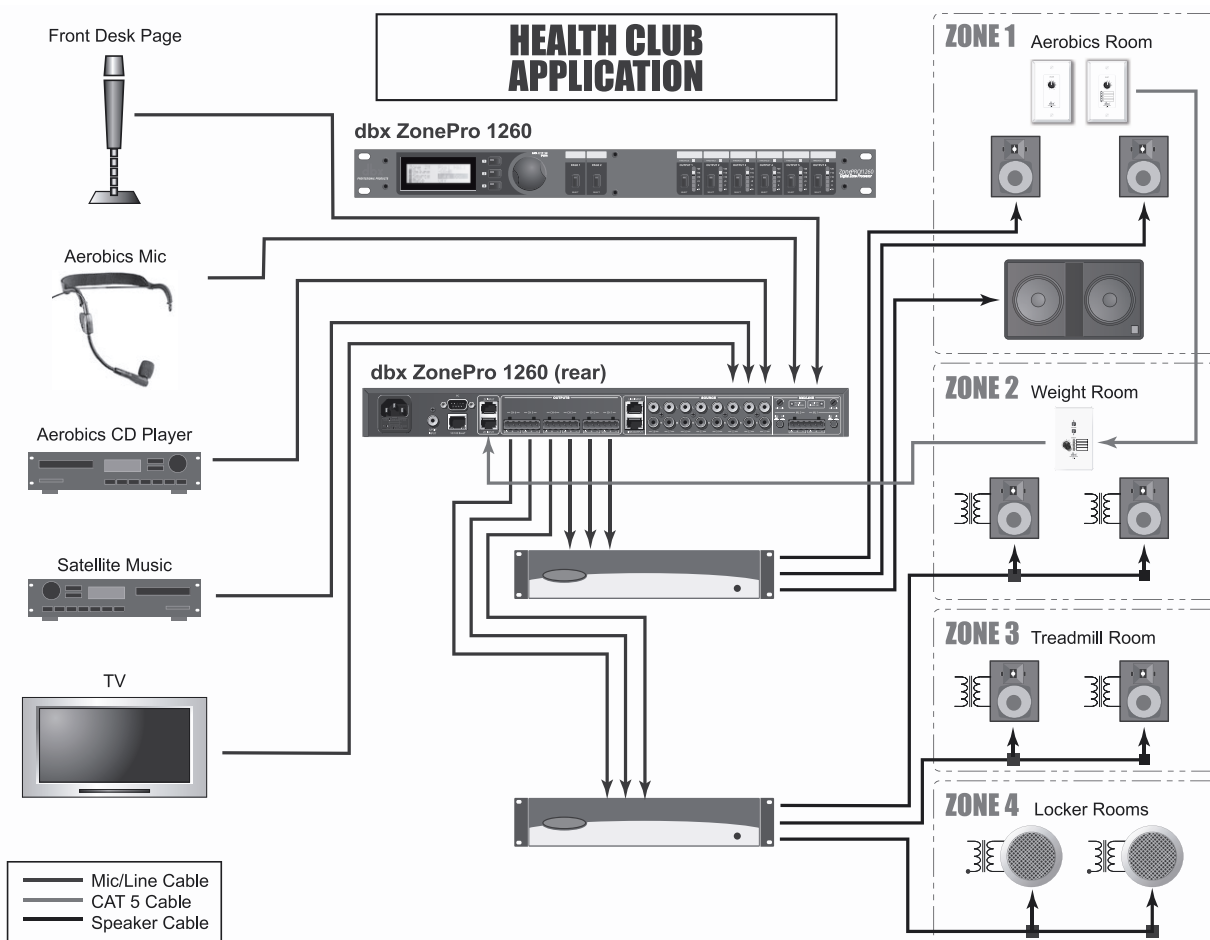 Front Desk Page
HEALTH CLUB
APPLICATION
ZONE 1 Aerobics Room
dbx ZonePro 1260
Aerobics Mic
dbx ZonePro 1260 (rear)
OUTPUTS
SOURCE
ZONE 2 Weight Room
Aerobics CD Player
Satellite Music
ZONE 3 Treadmill Room
TV
ZONE 4 Locker Rooms
Mic/Line Cable
CAT 5 Cable
Speaker Cable